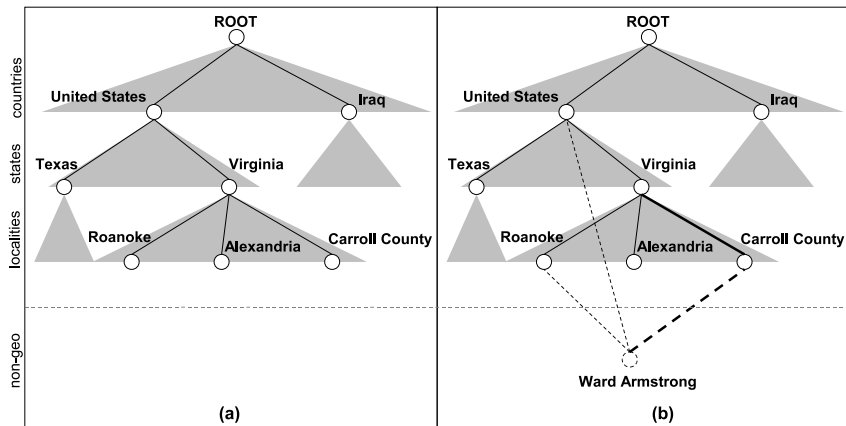 countries
states
localities
non-geo
ROOT
United States
Iraq
Texas
Virginia
Roanoke
Alexandria
Carroll County
(a)
ROOT
United States
Iraq
Texas
Virginia
Roanoke
Alexandria
Carroll County
Ward Armstrong
(b)